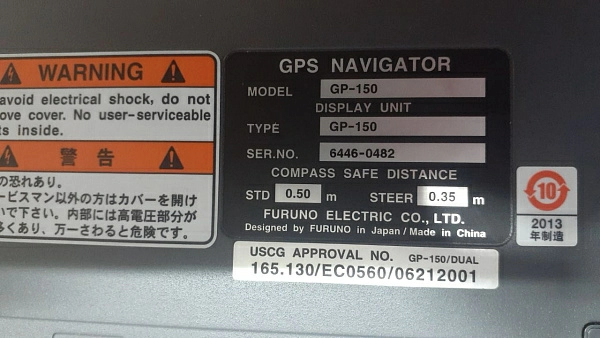 WARNING
avoid electrical shock, do not
ove cover. No user-serviceable
ts inside.
警告
の恐れあり。
ービスマン以外の方はカバーを開け
いで下さい。内部には高電圧部分が
多くあり、万一さわると危険です。
GPS NAVIGATOR
MODEL GP-150
DISPLAY UNIT
TYPE GP-150
SER.NO. 6446-0482
COMPASS SAFE DISTANCE
STD 0.50 m STEER 0.35 m
FURUNO ELECTRIC CO., LTD.
Designed by FURUNO in Japan / Made in China
USCG APPROVAL NO. GP-150/DUAL
165.130/EC0560/06212001
10
2013
年制造